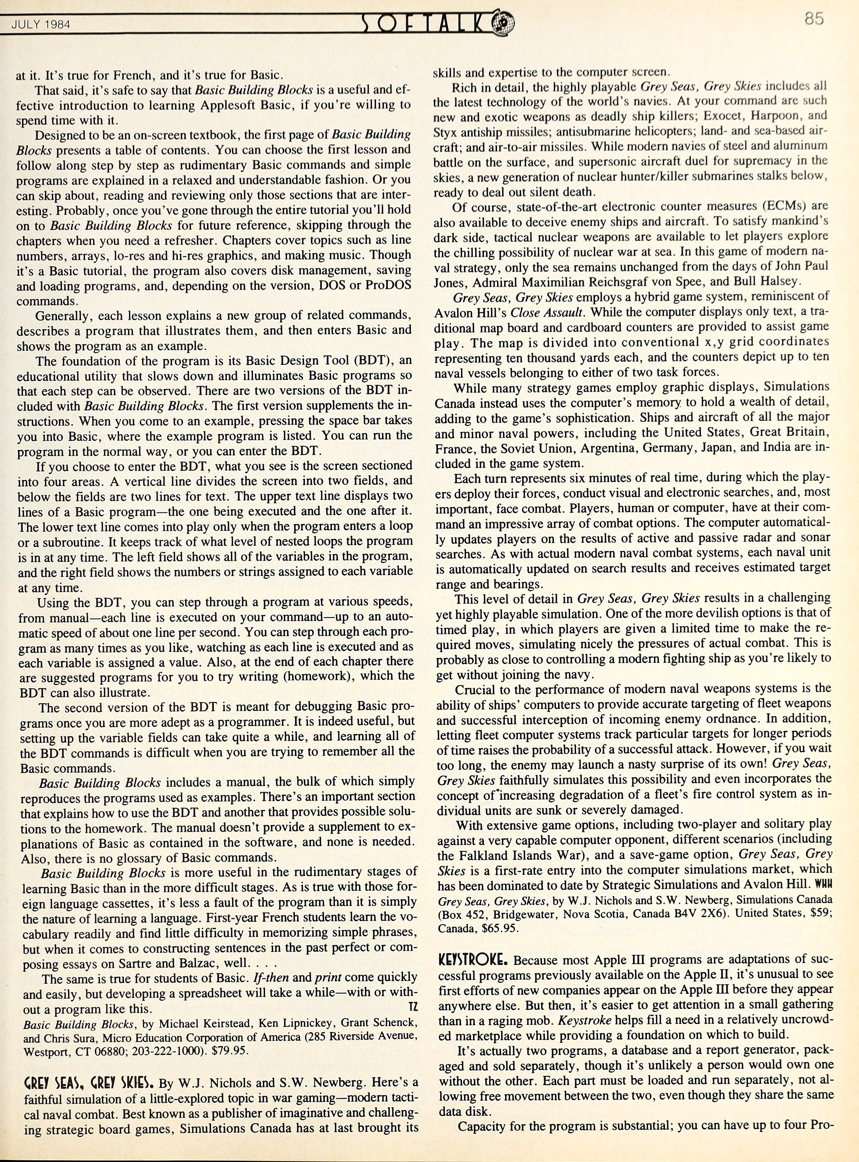 JULY 1984
SOFTALK
85
at it. It's true for French, and it's true for Basic.
That said, it's safe to say that Basic Building Blocks is a useful and ef-
fective introduction to learning Applesoft Basic, if you're willing to
spend time with it.
Designed to be an on-screen textbook, the first page of Basic Building
Blocks presents a table of contents. You can choose the first lesson and
follow along step by step as rudimentary Basic commands and simple
programs are explained in a relaxed and understandable fashion. Or you
can skip about, reading and reviewing only those sections that are inter-
esting. Probably, once you've gone through the entire tutorial you'll hold
on to Basic Building Blocks for future reference, skipping through the
chapters when you need a refresher. Chapters cover topics such as line
numbers, arrays, lo-res and hi-res graphics, and making music. Though
it's a Basic tutorial, the program also covers disk management, saving
and loading programs, and, depending on the version, DOS or ProDOS
commands.
Generally, each lesson explains a new group of related commands,
describes a program that illustrates them, and then enters Basic and
shows the program as an example.
The foundation of the program is its Basic Design Tool (BDT), an
educational utility that slows down and illuminates Basic programs so
that each step can be observed. There are two versions of the BDT in-
cluded with Basic Building Blocks. The first version supplements the in-
structions. When you come to an example, pressing the space bar takes
you into Basic, where the example program is listed. You can run the
program in the normal way, or you can enter the BDT.
If you choose to enter the BDT, what you see is the screen sectioned
into four areas. A vertical line divides the screen into two fields, and
below the fields are two lines for text. The upper text line displays two
lines of a Basic program—the one being executed and the one after it.
The lower text line comes into play only when the program enters a loop
or a subroutine. It keeps track of what level of nested loops the program
is in at any time. The left field shows all of the variables in the program,
and the right field shows the numbers or strings assigned to each variable
at any time.
Using the BDT, you can step through a program at various speeds,
from manual—each line is executed on your command—up to an auto-
matic speed of about one line per second. You can step through each pro-
gram as many times as you like, watching as each line is executed and as
each variable is assigned a value. Also, at the end of each chapter there
are suggested programs for you to try writing (homework), which the
BDT can also illustrate.
The second version of the BDT is meant for debugging Basic pro-
grams once you are more adept as a programmer. It is indeed useful, but
setting up the variable fields can take quite a while, and learning all of
the BDT commands is difficult when you are trying to remember all the
Basic commands.
Basic Building Blocks includes a manual, the bulk of which simply
reproduces the programs used as examples. There's an important section
that explains how to use the BDT and another that provides possible solu-
tions to the homework. The manual doesn't provide a supplement to ex-
planations of Basic as contained in the software, and none is needed.
Also, there is no glossary of Basic commands.
Basic Building Blocks is more useful in the rudimentary stages of
learning Basic than in the more difficult stages. As is true with those for-
eign language cassettes, it's less a fault of the program than it is simply
the nature of learning a language. First-year French students learn the vo-
cabulary readily and find little difficulty in memorizing simple phrases,
but when it comes to constructing sentences in the past perfect or com-
posing essays on Sartre and Balzac, well. . . .
The same is true for students of Basic. If-then and print come quickly
and easily, but developing a spreadsheet will take a while—with or with-
out a program like this. TZ
Basic Building Blocks, by Michael Keirstead, Ken Lipnickey, Grant Schenck,
and Chris Sura, Micro Education Corporation of America (285 Riverside Avenue,
Westport, CT 06880; 203-222-1000). $79.95.
GREY SEAS, GREY SKIES. By W.J. Nichols and S.W. Newberg. Here's a
faithful simulation of a little-explored topic in war gaming—modern tacti-
cal naval combat. Best known as a publisher of imaginative and challeng-
ing strategic board games, Simulations Canada has at last brought its
skills and expertise to the computer screen.
Rich in detail, the highly playable Grey Seas, Grey Skies includes all
the latest technology of the world's navies. At your command are such
new and exotic weapons as deadly ship killers; Exocet, Harpoon, and
Styx antiship missiles; antisubmarine helicopters; land- and sea-based air-
craft; and air-to-air missiles. While modern navies of steel and aluminum
battle on the surface, and supersonic aircraft duel for supremacy in the
skies, a new generation of nuclear hunter/killer submarines stalks below,
ready to deal out silent death.
Of course, state-of-the-art electronic counter measures (ECMs) are
also available to deceive enemy ships and aircraft. To satisfy mankind's
dark side, tactical nuclear weapons are available to let players explore
the chilling possibility of nuclear war at sea. In this game of modern na-
val strategy, only the sea remains unchanged from the days of John Paul
Jones, Admiral Maximilian Reichsgraf von Spee, and Bull Halsey.
Grey Seas, Grey Skies employs a hybrid game system, reminiscent of
Avalon Hill's Close Assault. While the computer displays only text, a tra-
ditional map board and cardboard counters are provided to assist game
play. The map is divided into conventional x,y grid coordinates
representing ten thousand yards each, and the counters depict up to ten
naval vessels belonging to either of two task forces.
While many strategy games employ graphic displays, Simulations
Canada instead uses the computer's memory to hold a wealth of detail,
adding to the game's sophistication. Ships and aircraft of all the major
and minor naval powers, including the United States, Great Britain,
France, the Soviet Union, Argentina, Germany, Japan, and India are in-
cluded in the game system.
Each turn represents six minutes of real time, during which the play-
ers deploy their forces, conduct visual and electronic searches, and, most
important, face combat. Players, human or computer, have at their com-
mand an impressive array of combat options. The computer automatical-
ly updates players on the results of active and passive radar and sonar
searches. As with actual modern naval combat systems, each naval unit
is automatically updated on search results and receives estimated target
range and bearings.
This level of detail in Grey Seas, Grey Skies results in a challenging
yet highly playable simulation. One of the more devilish options is that of
timed play, in which players are given a limited time to make the re-
quired moves, simulating nicely the pressures of actual combat. This is
probably as close to controlling a modern fighting ship as you're likely to
get without joining the navy.
Crucial to the performance of modern naval weapons systems is the
ability of ships' computers to provide accurate targeting of fleet weapons
and successful interception of incoming enemy ordnance. In addition,
letting fleet computer systems track particular targets for longer periods
of time raises the probability of a successful attack. However, if you wait
too long, the enemy may launch a nasty surprise of its own! Grey Seas,
Grey Skies faithfully simulates this possibility and even incorporates the
concept of increasing degradation of a fleet's fire control system as in-
dividual units are sunk or severely damaged.
With extensive game options, including two-player and solitary play
against a very capable computer opponent, different scenarios (including
the Falkland Islands War), and a save-game option, Grey Seas, Grey
Skies is a first-rate entry into the computer simulations market, which
has been dominated to date by Strategic Simulations and Avalon Hill. WHH
Grey Seas, Grey Skies, by W.J. Nichols and S.W. Newberg, Simulations Canada
(Box 452, Bridgewater, Nova Scotia, Canada B4V 2X6). United States, $59;
Canada, $65.95.
KEYSTROKE. Because most Apple III programs are adaptations of suc-
cessful programs previously available on the Apple II, it's unusual to see
first efforts of new companies appear on the Apple III before they appear
anywhere else. But then, it's easier to get attention in a small gathering
than in a raging mob. Keystroke helps fill a need in a relatively uncrowd-
ed marketplace while providing a foundation on which to build.
It's actually two programs, a database and a report generator, pack-
aged and sold separately, though it's unlikely a person would own one
without the other. Each part must be loaded and run separately, not al-
lowing free movement between the two, even though they share the same
data disk.
Capacity for the program is substantial; you can have up to four Pro-